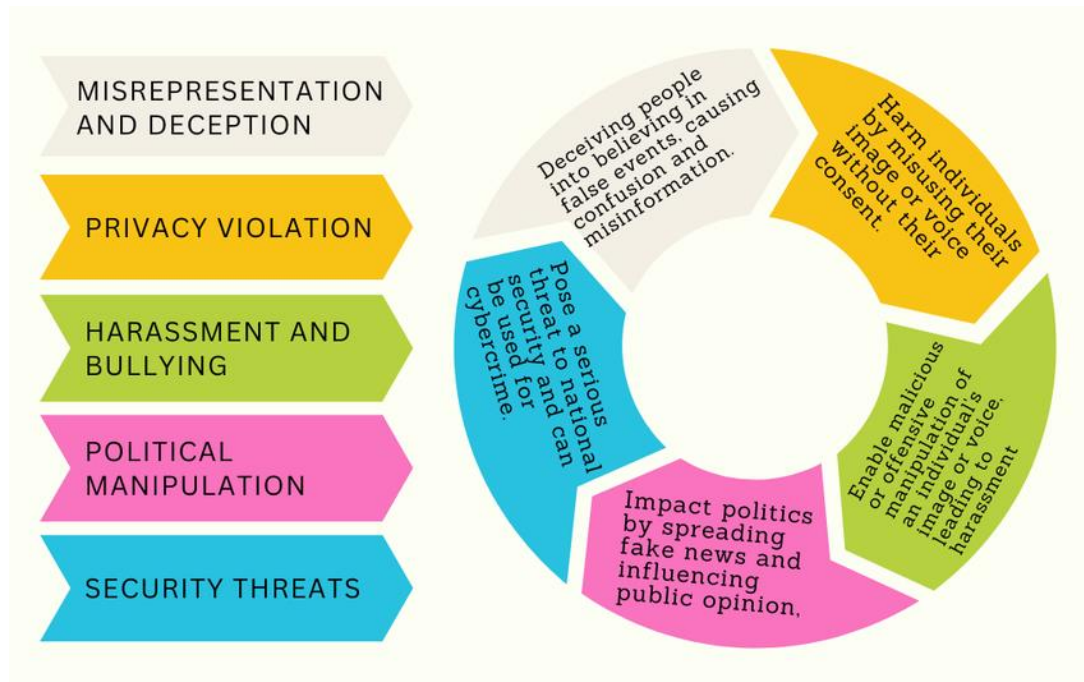 MISREPRESENTATION
AND DECEPTION
PRIVACY VIOLATION
HARASSMENT AND
BULLYING
POLITICAL
MANIPULATION
SECURITY THREATS
Deceiving people
into believing in
false events, causing
confusion and
misinformation.
Harm individuals
by misusing their
image or voice
without their
consent.
Enable malicious
or offensive
manipulation of
an individual's
image or voice,
leading to
harassment
Impact politics
by spreading
fake news and
influencing
public opinion,
Pose a serious
threat to national
security and can
be used for
cybercrime.